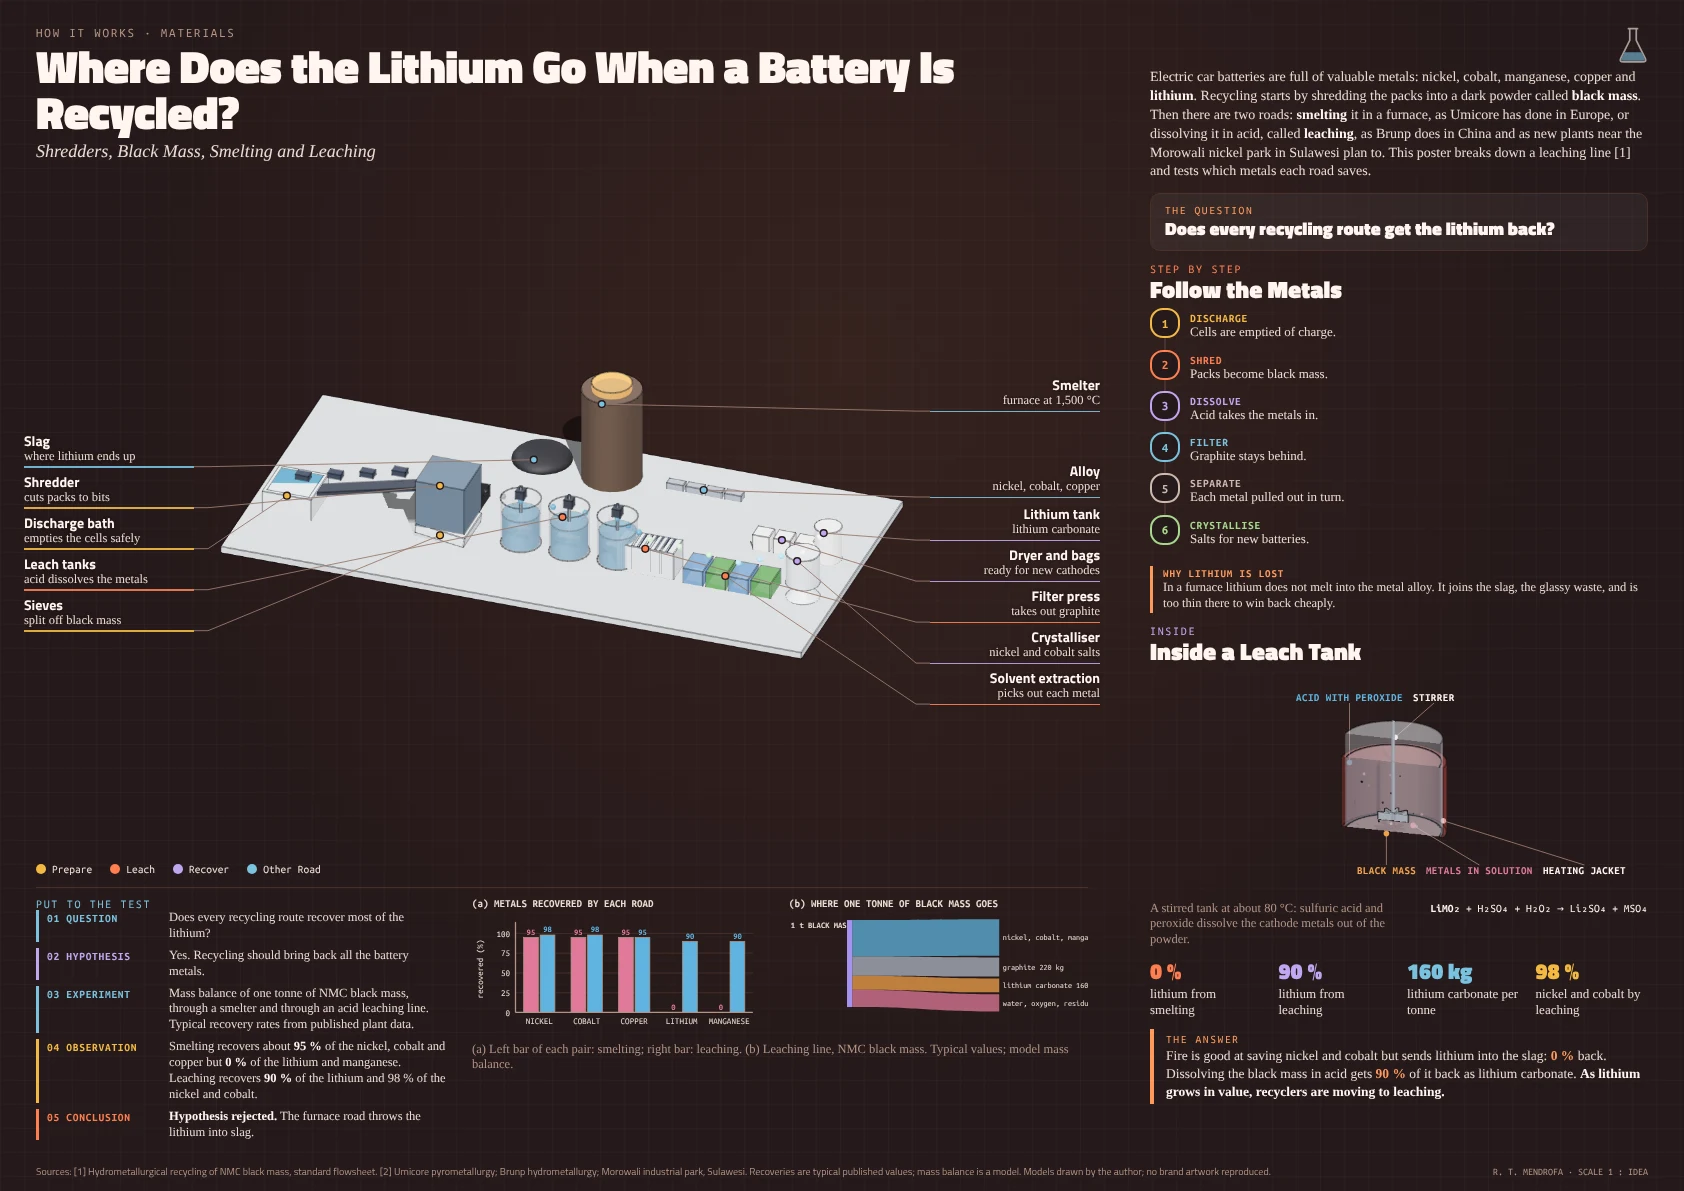 HOW IT WORKS · MATERIALS
Where Does the Lithium Go When a Battery Is
Recycled?
Shredders, Black Mass, Smelting and Leaching
Electric car batteries are full of valuable metals: nickel, cobalt, manganese, copper and
lithium. Recycling starts by shredding the packs into a dark powder called black mass.
Then there are two roads: smelting it in a furnace, as Umicore has done in Europe, or
dissolving it in acid, called leaching, as Brunp does in China and as new plants near the
Morowali nickel park in Sulawesi plan to. This poster breaks down a leaching line [1]
and tests which metals each road saves.
THE QUESTION
Does every recycling route get the lithium back?
STEP BY STEP
Follow the Metals
1 DISCHARGE
Cells are emptied of charge.
2 SHRED
Packs become black mass.
3 DISSOLVE
Acid takes the metals in.
4 FILTER
Graphite stays behind.
5 SEPARATE
Each metal pulled out in turn.
6 CRYSTALLISE
Salts for new batteries.
WHY LITHIUM IS LOST
In a furnace lithium does not melt into the metal alloy. It joins the slag, the glassy waste, and is
too thin there to win back cheaply.
INSIDE
Inside a Leach Tank
ACID WITH PEROXIDE STIRRER
BLACK MASS METALS IN SOLUTION HEATING JACKET
A stirred tank at about 80 °C: sulfuric acid and
peroxide dissolve the cathode metals out of the
powder.
LiMO₂ + H₂SO₄ + H₂O₂ → Li₂SO₄ + MSO₄
0 %
lithium from
smelting
90 %
lithium from
leaching
160 kg
lithium carbonate per
tonne
98 %
nickel and cobalt by
leaching
THE ANSWER
Fire is good at saving nickel and cobalt but sends lithium into the slag: 0 % back.
Dissolving the black mass in acid gets 90 % of it back as lithium carbonate. As lithium
grows in value, recyclers are moving to leaching.
Slag
where lithium ends up
Shredder
cuts packs to bits
Discharge bath
empties the cells safely
Leach tanks
acid dissolves the metals
Sieves
split off black mass
Smelter
furnace at 1,500 °C
Alloy
nickel, cobalt, copper
Lithium tank
lithium carbonate
Dryer and bags
ready for new cathodes
Filter press
takes out graphite
Crystalliser
nickel and cobalt salts
Solvent extraction
picks out each metal
Prepare Leach Recover Other Road
PUT TO THE TEST
01 QUESTION
Does every recycling route recover most of the
lithium?
02 HYPOTHESIS
Yes. Recycling should bring back all the battery
metals.
03 EXPERIMENT
Mass balance of one tonne of NMC black mass,
through a smelter and through an acid leaching line.
Typical recovery rates from published plant data.
04 OBSERVATION
Smelting recovers about 95 % of the nickel, cobalt and
copper but 0 % of the lithium and manganese.
Leaching recovers 90 % of the lithium and 98 % of the
nickel and cobalt.
05 CONCLUSION
Hypothesis rejected. The furnace road throws the
lithium into slag.
(a) METALS RECOVERED BY EACH ROAD
recovered (%)
100
75
50
25
0
95 98 95 98 95 95 0 90 0 90
NICKEL COBALT COPPER LITHIUM MANGANESE
(b) WHERE ONE TONNE OF BLACK MASS GOES
1 t BLACK MAS
nickel, cobalt, manga
graphite 220 kg
lithium carbonate 160
water, oxygen, residu
(a) Left bar of each pair: smelting; right bar: leaching. (b) Leaching line, NMC black mass. Typical values; model mass
balance.
Sources: [1] Hydrometallurgical recycling of NMC black mass, standard flowsheet. [2] Umicore pyrometallurgy; Brunp hydrometallurgy; Morowali industrial park, Sulawesi. Recoveries are typical published values; mass balance is a model. Models drawn by the author; no brand artwork reproduced.
R. T. MENDROFA · SCALE 1 : IDEA